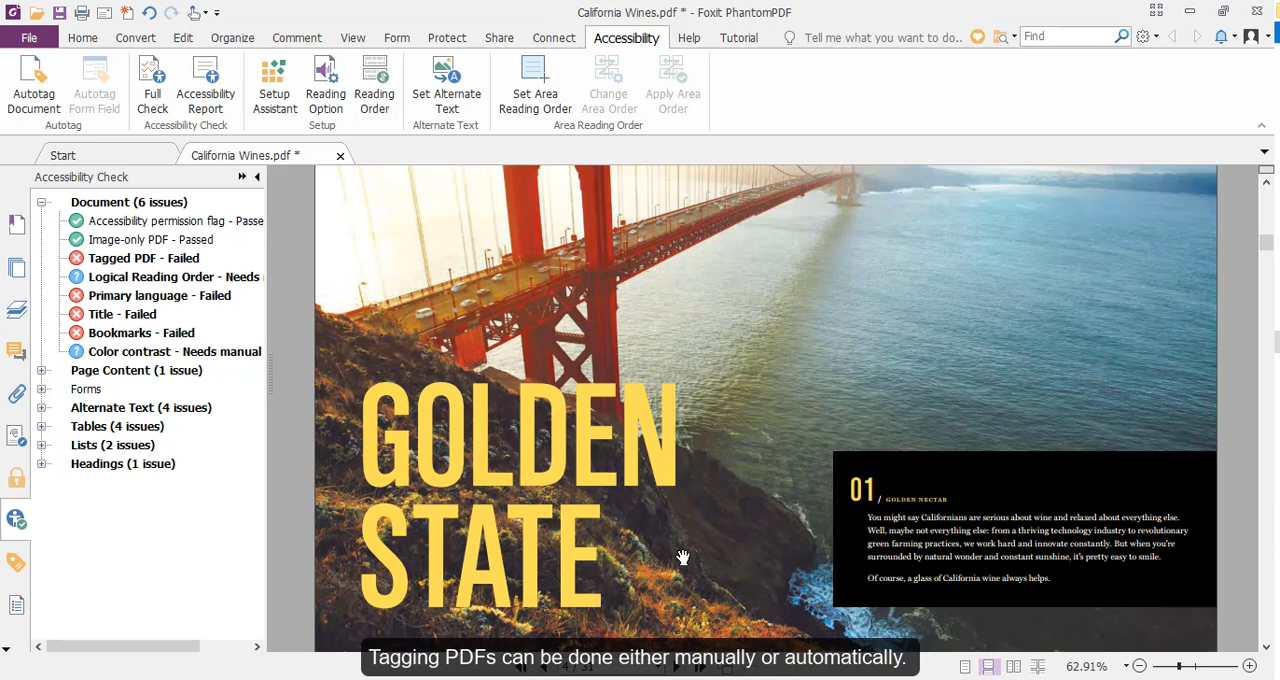 California Wines.pdf * - Foxit PhantomPDF
File Home Convert Edit Organize Comment View Form Protect Share Connect Accessibility Help Tutorial Tell me what you want to do.. Find
Autotag Document
Autotag Form Field
Full Check
Accessibility Report
Setup Assistant
Reading Option
Reading Order
Set Alternate Text
Set Area Reading Order
Change Area Order
Apply Area Order
Autotag Accessibility Check Setup Alternate Text Area Reading Order
Start California Wines.pdf *
Accessibility Check
Document (6 issues)
Accessibility permission flag - Passe
Image-only PDF - Passed
Tagged PDF - Failed
Logical Reading Order - Needs
Primary language - Failed
Title - Failed
Bookmarks - Failed
Color contrast - Needs manual
Page Content (1 issue)
Forms
Alternate Text (4 issues)
Tables (4 issues)
Lists (2 issues)
Headings (1 issue)
GOLDEN
STATE
01 / GOLDEN NECTAR
You might say Californians are serious about wine and relaxed about everything else.
Well, maybe not everything else: from a thriving technology industry to revolutionary
green farming practices, we work hard and innovate constantly. But when you're
surrounded by natural wonder and constant sunshine, it's pretty easy to smile.
Of course, a glass of California wine always helps.
Tagging PDFs can be done either manually or automatically.
62.91%